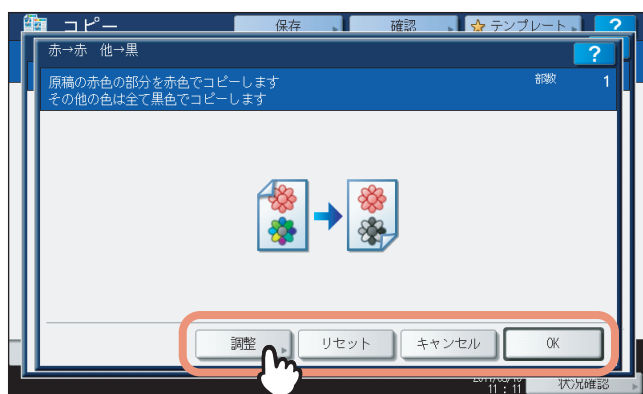 コピー
保存
確認
テンプレート
?
赤→赤 他→黒
?
原稿の赤色の部分を赤色でコピーします
その他の色は全て黒色でコピーします
部数 1
調整
リセット
キャンセル
OK
11 : 11
状況確認